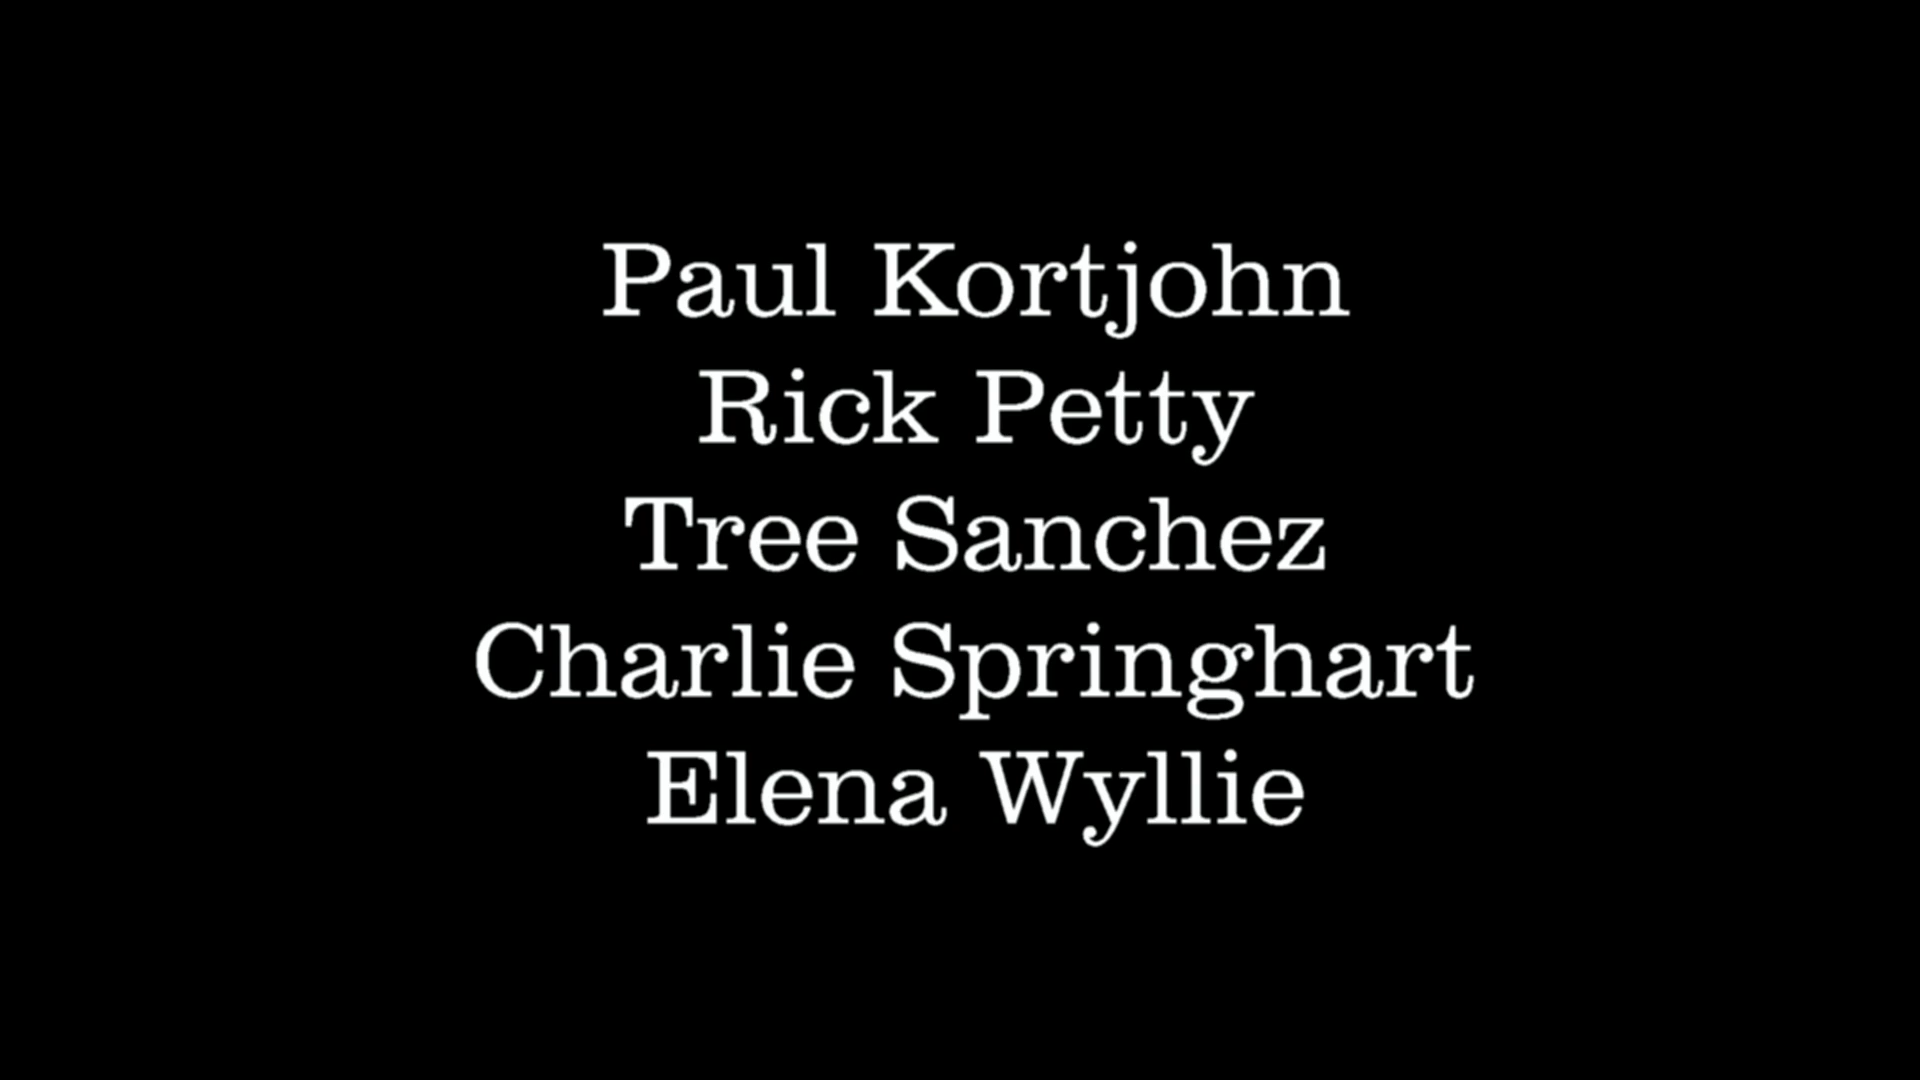 Paul Kortjohn
Rick Petty
Tree Sanchez
Charlie Springhart
Elena Wyllie